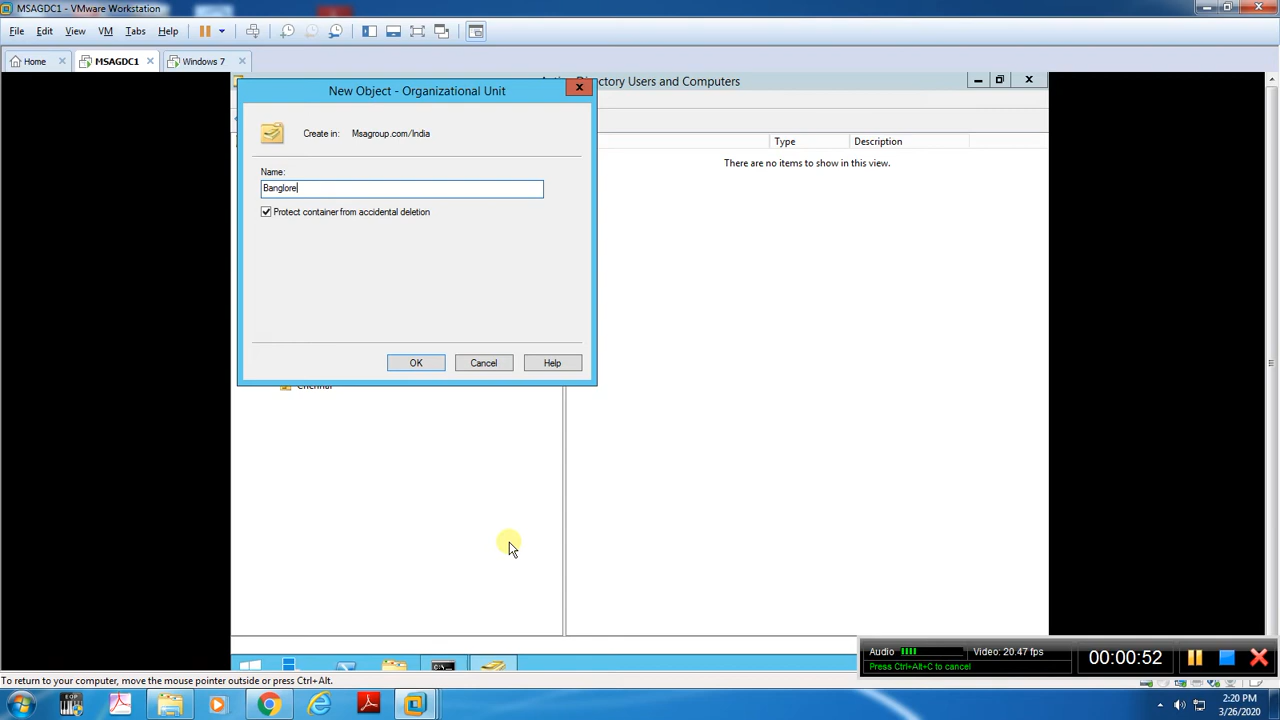 MSAGDC1 - VMware Workstation
File Edit View VM Tabs Help
Home MSAGDC1 Windows 7
Active Directory Users and Computers
New Object - Organizational Unit
Create in: Msagroup.com/India
Type Description
There are no items to show in this view.
Name:
Banglore
Protect container from accidental deletion
OK Cancel Help
Chennai
Audio Video: 20.47 fps
Press Ctrl+Alt+C to cancel
00:00:52
To return to your computer, move the mouse pointer outside or press Ctrl+Alt.
EOP
2:20 PM
3/26/2020